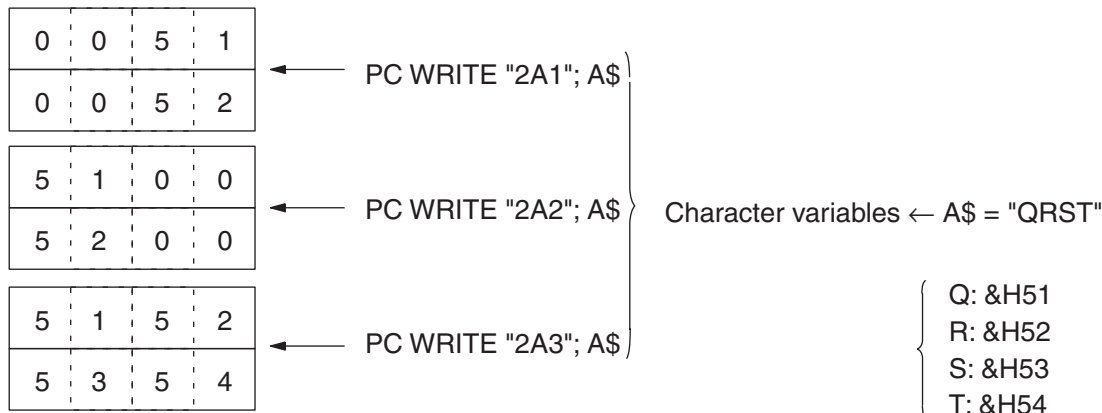 0 0 5 1
PC WRITE "2A1"; A$
0 0 5 2
5 1 0 0
PC WRITE "2A2"; A$
Character variables ← A$ = "QRST"
5 2 0 0
Q: &H51
5 1 5 2
R: &H52
PC WRITE "2A3"; A$
S: &H53
5 3 5 4
T: &H54